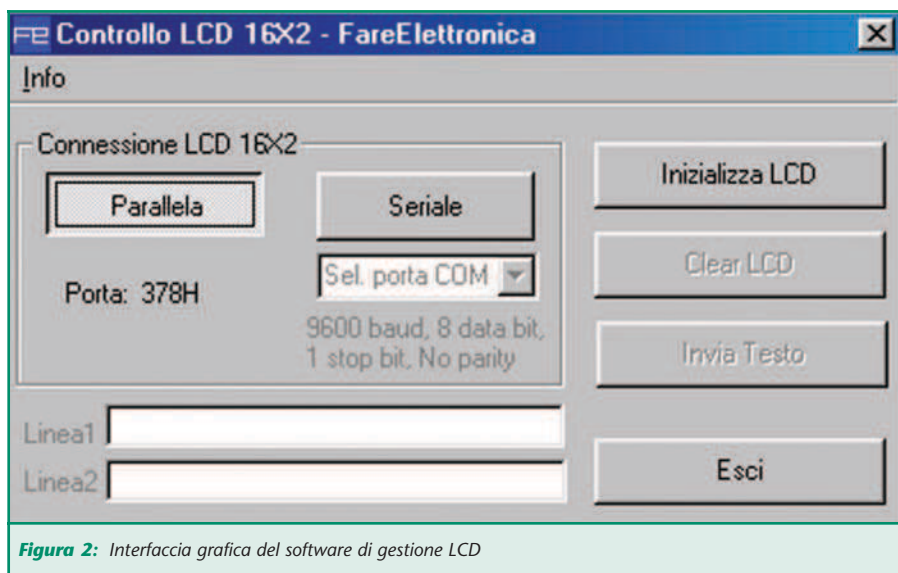 FE Controllo LCD 16X2 - FareElettronica
Info
Connessione LCD 16X2
Parallela
Seriale
Inizializza LCD
Porta: 378H
Sel. porta COM
Clear LCD
9600 baud, 8 data bit,
1 stop bit, No parity
Invia Testo
Linea1
Linea2
Esci
Figura 2: Interfaccia grafica del software di gestione LCD